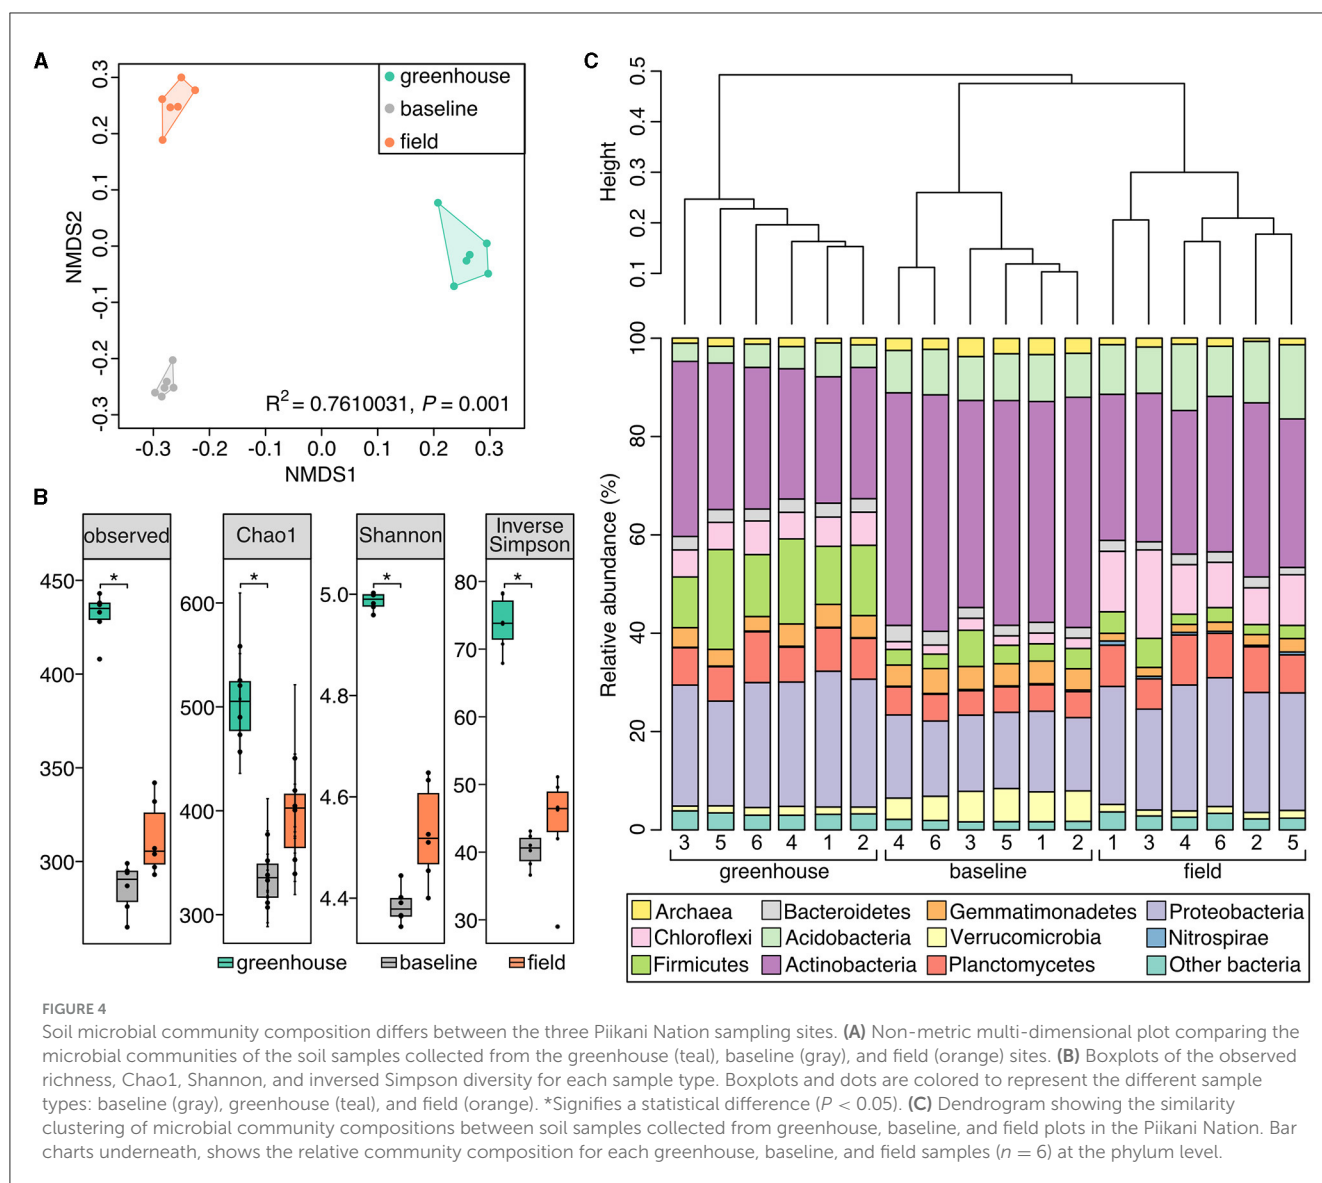 A
greenhouse
baseline
field
0.3
0.2
0.1
0.0
-0.1
-0.2
-0.3
NMDS2
R2 = 0.7610031, P = 0.001
-0.3 -0.2 -0.1 0.0 0.1 0.2 0.3
NMDS1
B
observed Chao1 Shannon Inverse Simpson
* * * *
450
400
350
300
600
500
400
300
5.0
4.8
4.6
4.4
80
70
60
50
40
30
greenhouse baseline field
C
Height
0.5
0.4
0.3
0.2
0.1
Relative abundance (%)
100
80
60
40
20
0
3 5 6 4 1 2 4 6 3 5 1 2 1 3 4 6 2 5
greenhouse baseline field
Archaea Bacteroidetes Gemmatimonadetes Proteobacteria
Chloroflexi Acidobacteria Verrucomicrobia Nitrospirae
Firmicutes Actinobacteria Planctomycetes Other bacteria
FIGURE 4
Soil microbial community composition differs between the three Piikani Nation sampling sites. (A) Non-metric multi-dimensional plot comparing the
microbial communities of the soil samples collected from the greenhouse (teal), baseline (gray), and field (orange) sites. (B) Boxplots of the observed
richness, Chao1, Shannon, and inversed Simpson diversity for each sample type. Boxplots and dots are colored to represent the different sample
types: baseline (gray), greenhouse (teal), and field (orange). *Signifies a statistical difference (P < 0.05). (C) Dendrogram showing the similarity
clustering of microbial community compositions between soil samples collected from greenhouse, baseline, and field plots in the Piikani Nation. Bar
charts underneath, shows the relative community composition for each greenhouse, baseline, and field samples (n = 6) at the phylum level.